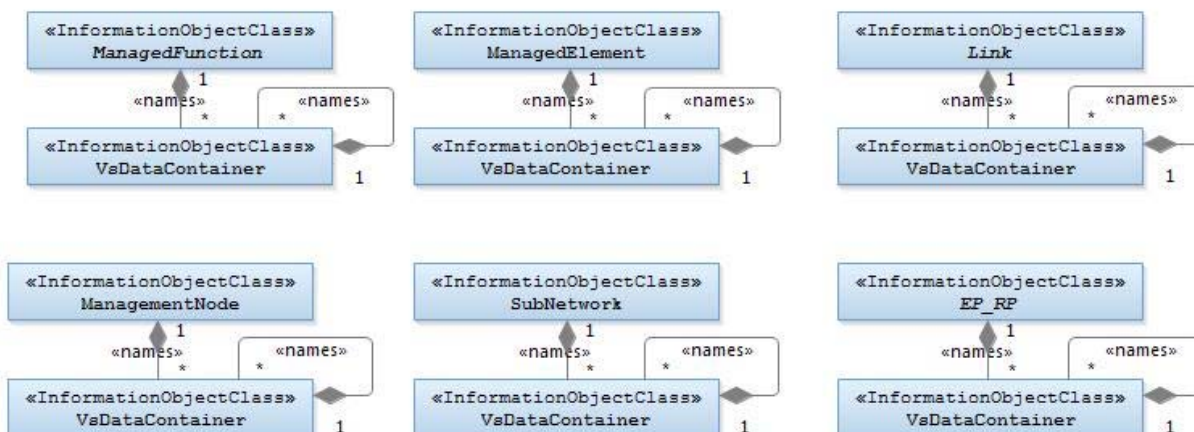 «InformationObjectClass»
ManagedFunction
1
«names»
«names»
*
*
«InformationObjectClass»
VsDataContainer
1
«InformationObjectClass»
ManagedElement
1
«names»
«names»
*
*
«InformationObjectClass»
VsDataContainer
1
«InformationObjectClass»
Link
1
«names»
«names»
*
*
«InformationObjectClass»
VsDataContainer
1
«InformationObjectClass»
ManagementNode
1
«names»
«names»
*
*
«InformationObjectClass»
VsDataContainer
1
«InformationObjectClass»
SubNetwork
1
«names»
«names»
*
*
«InformationObjectClass»
VsDataContainer
1
«InformationObjectClass»
EP_RP
1
«names»
«names»
*
*
«InformationObjectClass»
VsDataContainer
1